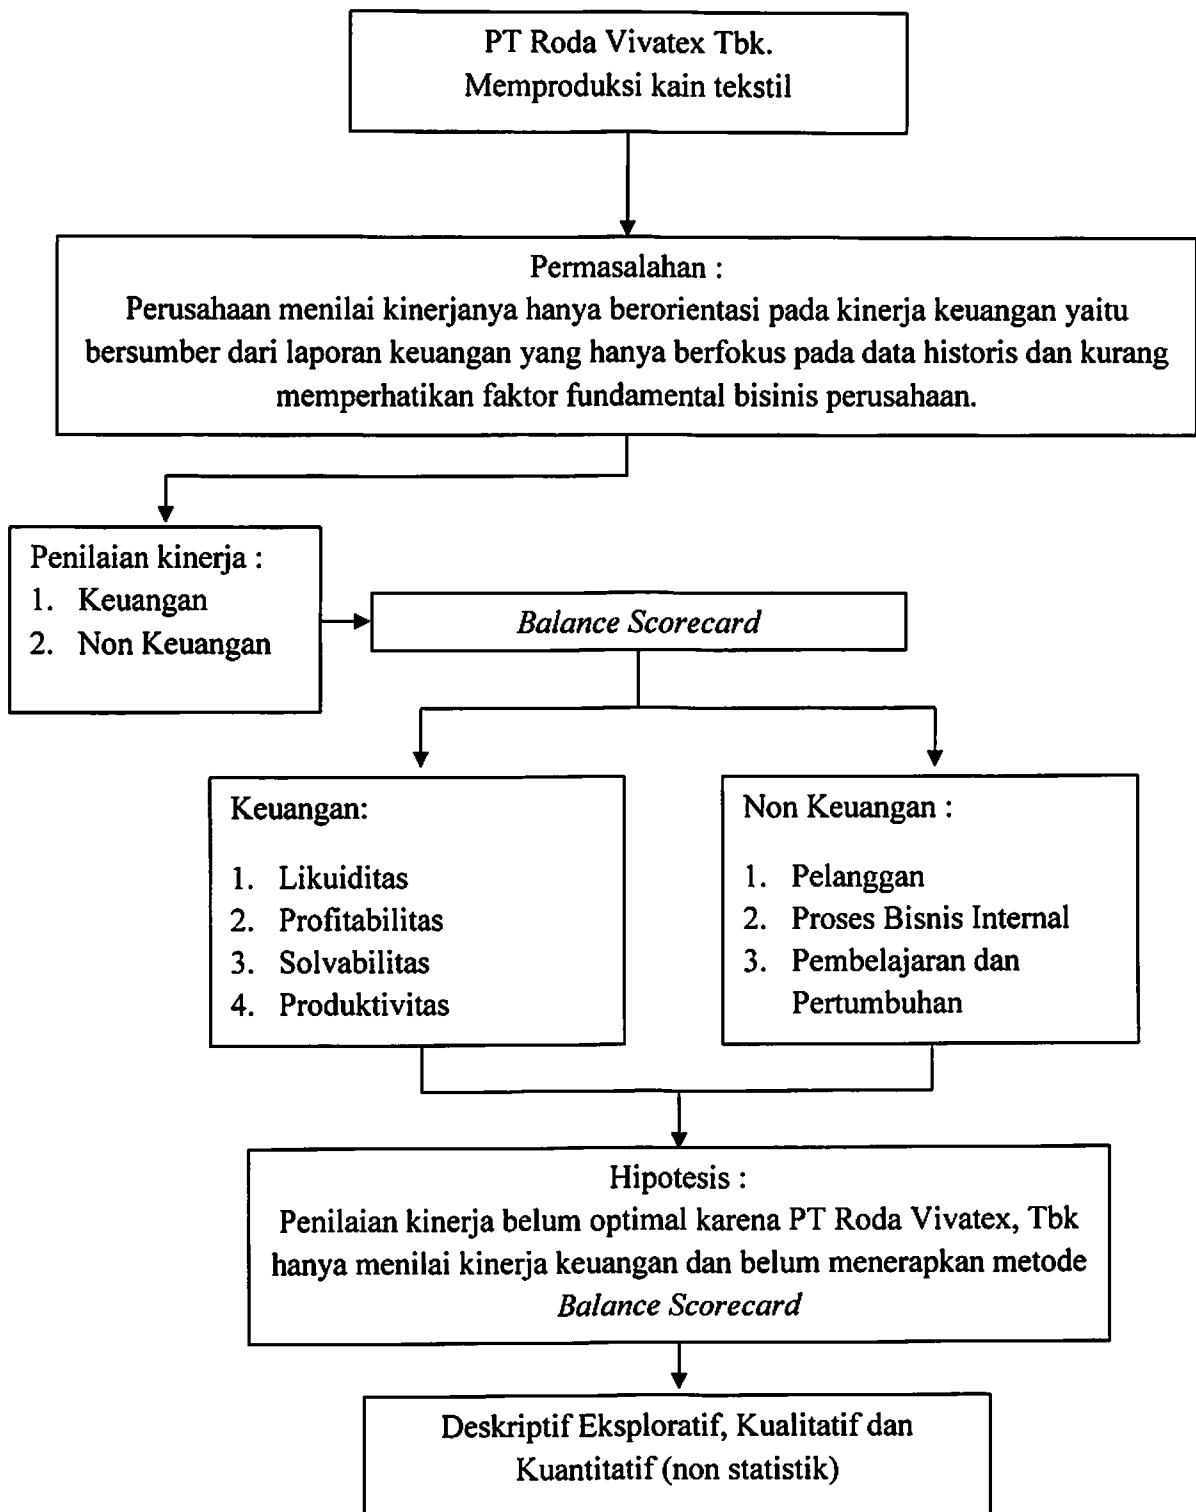 PT Roda Vivatex Tbk.
Memproduksi kain tekstil
Permasalahan :
Perusahaan menilai kinerjanya hanya berorientasi pada kinerja keuangan yaitu
bersumber dari laporan keuangan yang hanya berfokus pada data historis dan kurang
memperhatikan faktor fundamental bisinis perusahaan.
Penilaian kinerja :
1. Keuangan
2. Non Keuangan
Balance Scorecard
Keuangan:
1. Likuiditas
2. Profitabilitas
3. Solvabilitas
4. Produktivitas
Non Keuangan :
1. Pelanggan
2. Proses Bisnis Internal
3. Pembelajaran dan
Pertumbuhan
Hipotesis :
Penilaian kinerja belum optimal karena PT Roda Vivatex, Tbk
hanya menilai kinerja keuangan dan belum menerapkan metode
Balance Scorecard
Deskriptif Eksploratif, Kualitatif dan
Kuantitatif (non statistik)